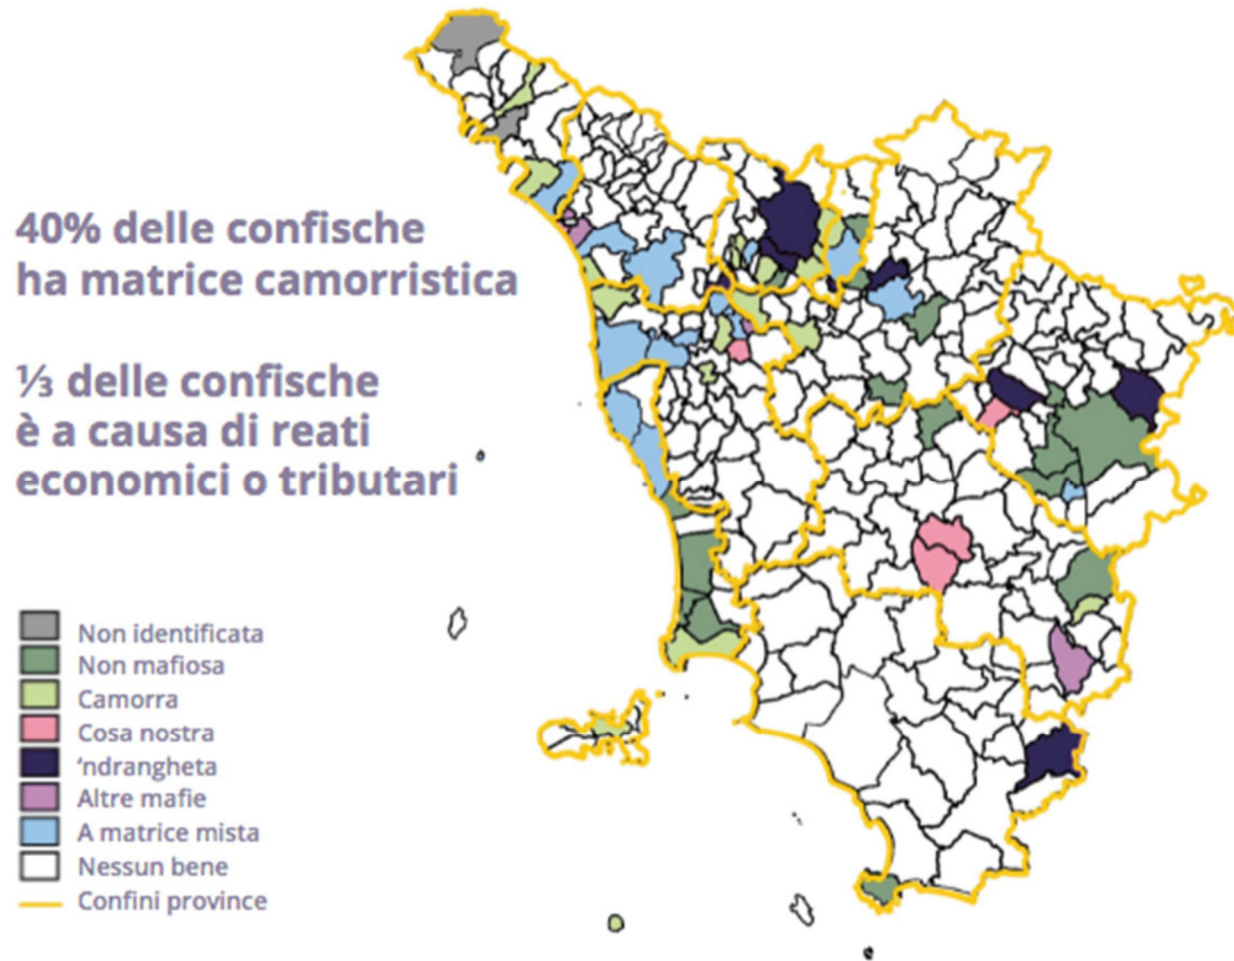 40% delle confische
ha matrice camorristica
⅓ delle confische
è a causa di reati
economici o tributari
Non identificata
Non mafiosa
Camorra
Cosa nostra
‘ndrangheta
Altre mafie
A matrice mista
Nessun bene
Confini province